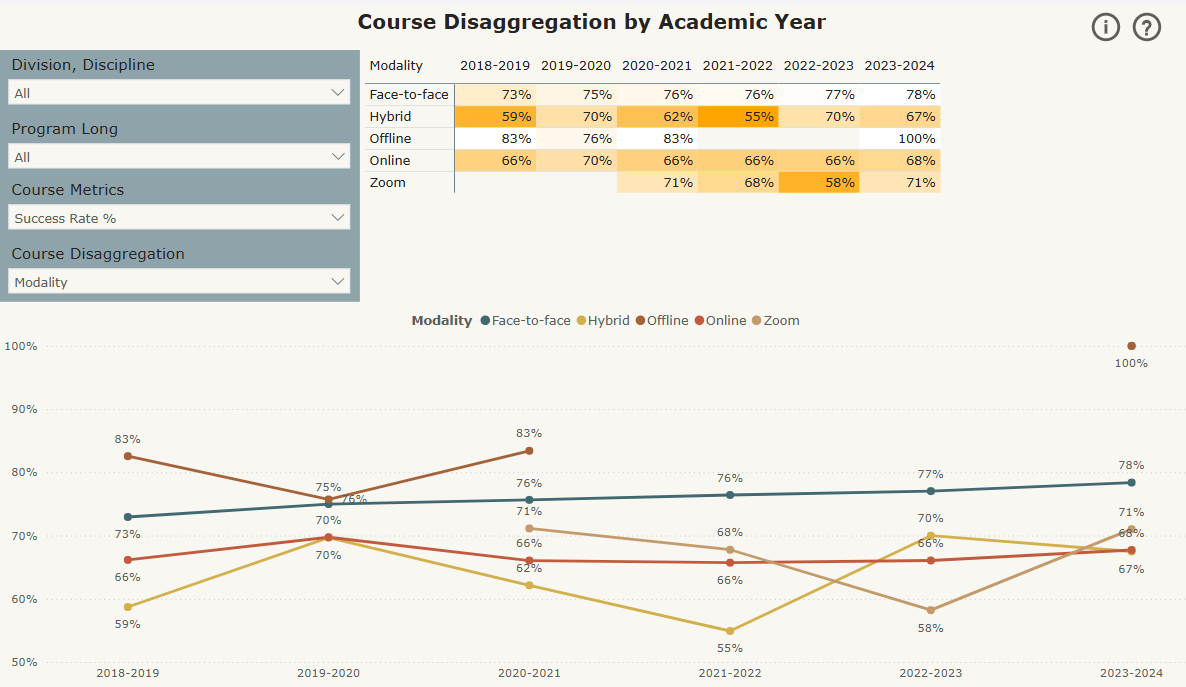 Course Disaggregation by Academic Year
i ?
Division, Discipline
All
Program Long
All
Course Metrics
Success Rate %
Course Disaggregation
Modality
Modality 2018-2019 2019-2020 2020-2021 2021-2022 2022-2023 2023-2024
Face-to-face 73% 75% 76% 76% 77% 78%
Hybrid 59% 70% 62% 55% 70% 67%
Offline 83% 76% 83% 100%
Online 66% 70% 66% 66% 66% 68%
Zoom 71% 68% 58% 71%
Modality Face-to-face Hybrid Offline Online Zoom
100%
100%
90%
83% 83%
80%
78%
77%
76% 76%
75%
76%
73%
71% 71%
70%
70% 70%
68% 68%
70%
66% 66%
66% 66%
62%
67%
60%
59%
58%
55%
50%
2018-2019 2019-2020 2020-2021 2021-2022 2022-2023 2023-2024